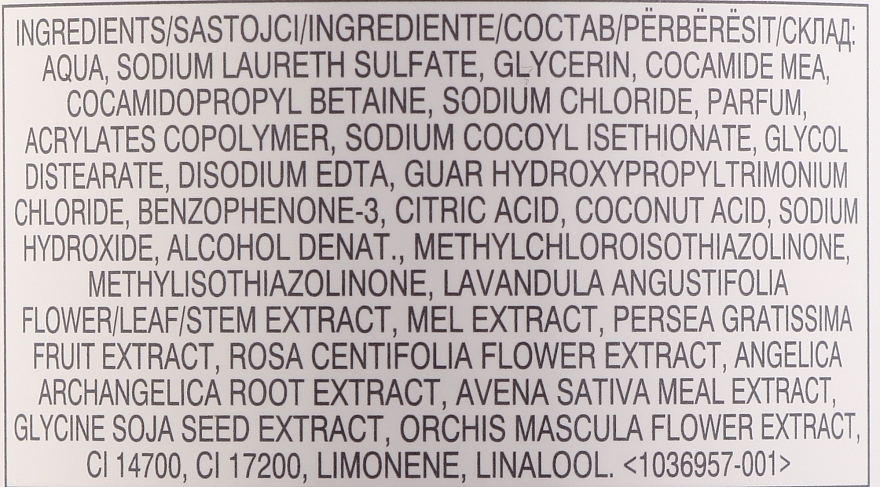 INGREDIENTS/SASTOJCI/INGREDIENTE/СОСТАВ/PËRBËRËSIT/СКЛАД:
AQUA, SODIUM LAURETH SULFATE, GLYCERIN, COCAMIDE MEA,
COCAMIDOPROPYL BETAINE, SODIUM CHLORIDE, PARFUM,
ACRYLATES COPOLYMER, SODIUM COCOYL ISETHIONATE, GLYCOL
DISTEARATE, DISODIUM EDTA, GUAR HYDROXYPROPYLTRIMONIUM
CHLORIDE, BENZOPHENONE-3, CITRIC ACID, COCONUT ACID, SODIUM
HYDROXIDE, ALCOHOL DENAT., METHYLCHLOROISOTHIAZOLINONE,
METHYLISOTHIAZOLINONE, LAVANDULA ANGUSTIFOLIA
FLOWER/LEAF/STEM EXTRACT, MEL EXTRACT, PERSEA GRATISSIMA
FRUIT EXTRACT, ROSA CENTIFOLIA FLOWER EXTRACT, ANGELICA
ARCHANGELICA ROOT EXTRACT, AVENA SATIVA MEAL EXTRACT,
GLYCINE SOJA SEED EXTRACT, ORCHIS MASCULA FLOWER EXTRACT,
CI 14700, CI 17200, LIMONENE, LINALOOL. <1036957-001>